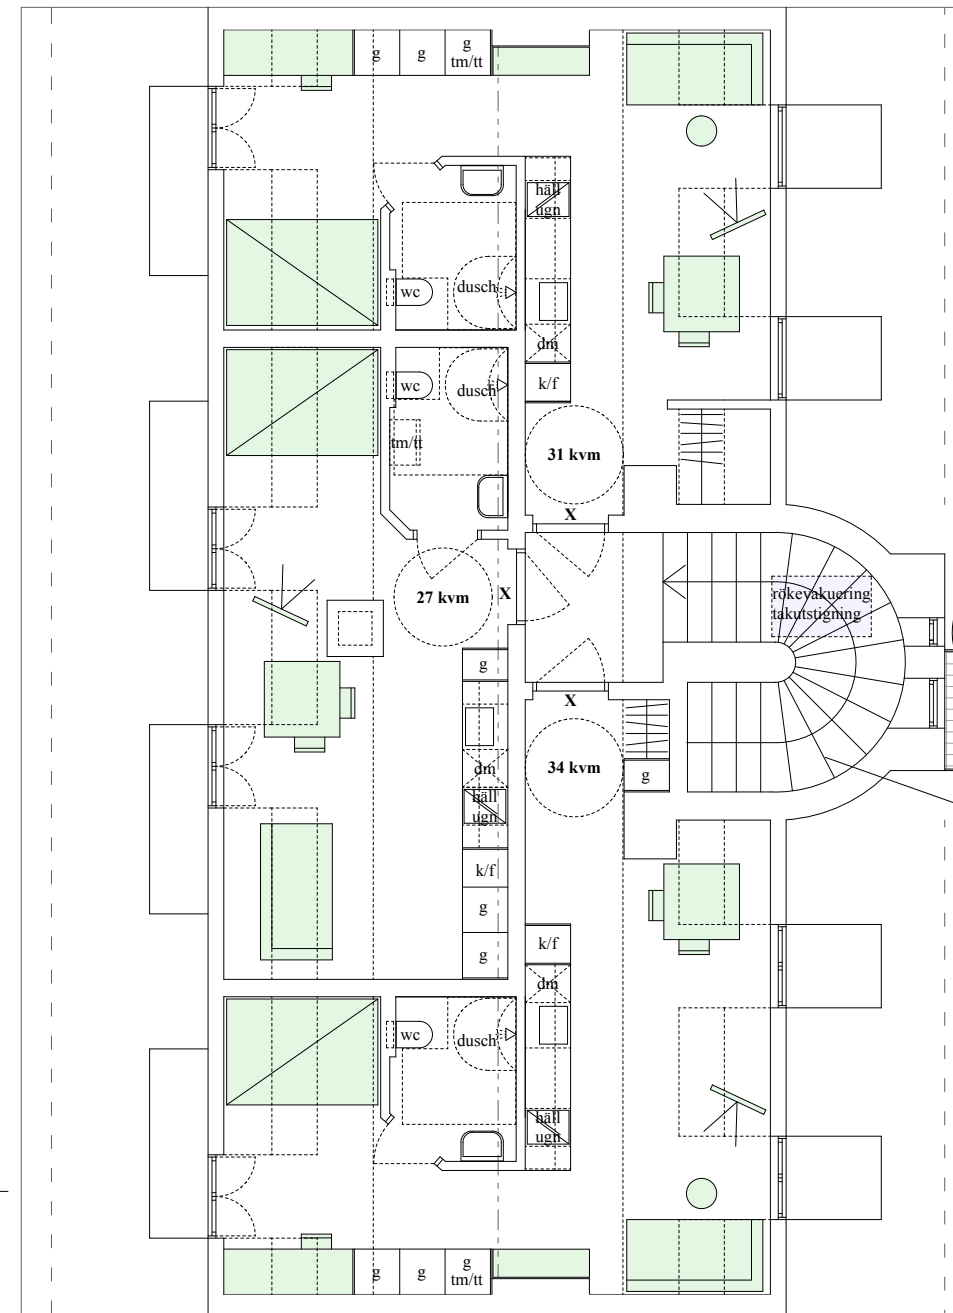 g
g
g
tm/tt
häll
ugn
wc
dusch
dm
k/f
wc
dusch
tm/tt
31 kvm
X
rökevakuering
takutstigning
27 kvm
X
g
X
dm
34 kvm
g
häll
ugn
k/f
g
g
k/f
dm
wc
dusch
häll
ugn
g
g
g
tm/tt